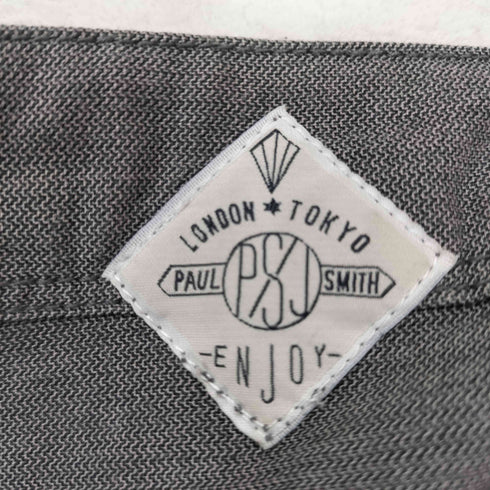 LONDON ★ TOKYO
PAUL PSJ SMITH
-ENJOY-